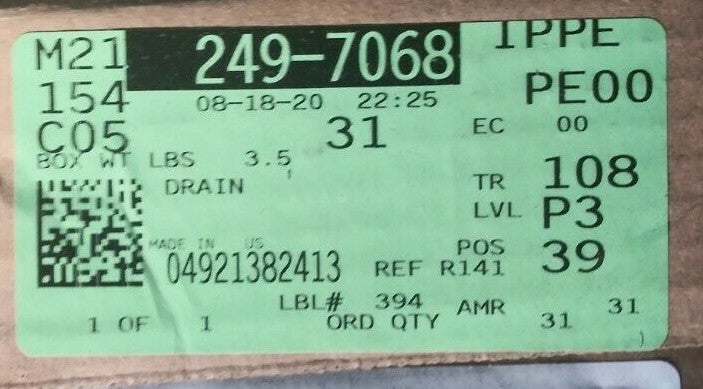 M21 249-7068 IPPE
154 08-18-20 22:25 PE00
C05 31 EC 00
BOX WT LBS 3.5
DRAIN TR 108
LVL P3
MADE IN US POS 39
04921382413 REF R141
LBL# 394 AMR 31
1 OF 1 ORD QTY 31